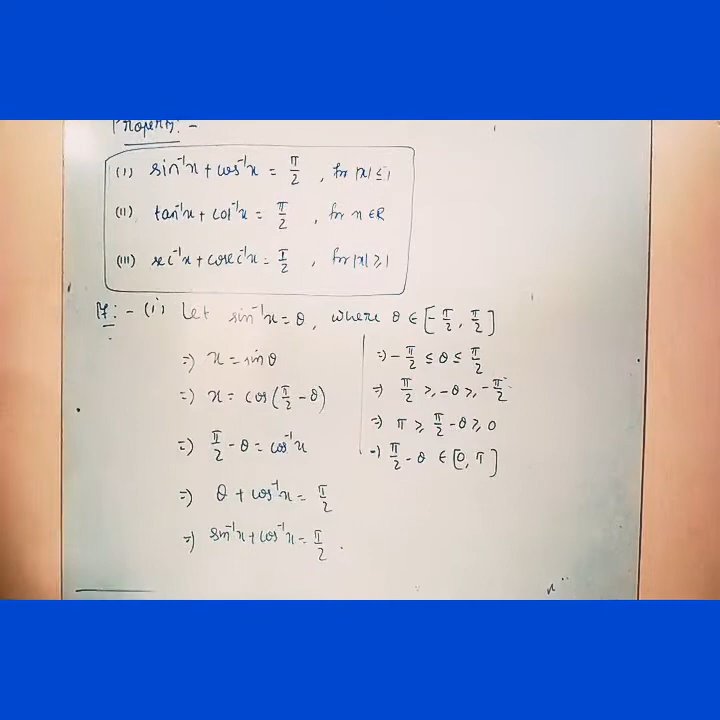 Property: -
(i) sin⁻¹x + cos⁻¹x = π/2 , for |x| ≤ 1
(ii) tan⁻¹x + cot⁻¹x = π/2 , for x ∈ R
(iii) sec⁻¹x + cosec⁻¹x = π/2 , for |x| ≥ 1
Pf: - (i) Let sin⁻¹x = θ, where θ ∈ [-π/2, π/2]
⇒ x = sin θ
⇒ x = cos(π/2 - θ)
⇒ π/2 - θ = cos⁻¹x
⇒ θ + cos⁻¹x = π/2
⇒ sin⁻¹x + cos⁻¹x = π/2 .
⇒ -π/2 ≤ θ ≤ π/2
⇒ π/2 ≥ -θ ≥ -π/2
⇒ π ≥ π/2 - θ ≥ 0
⇒ π/2 - θ ∈ [0, π]